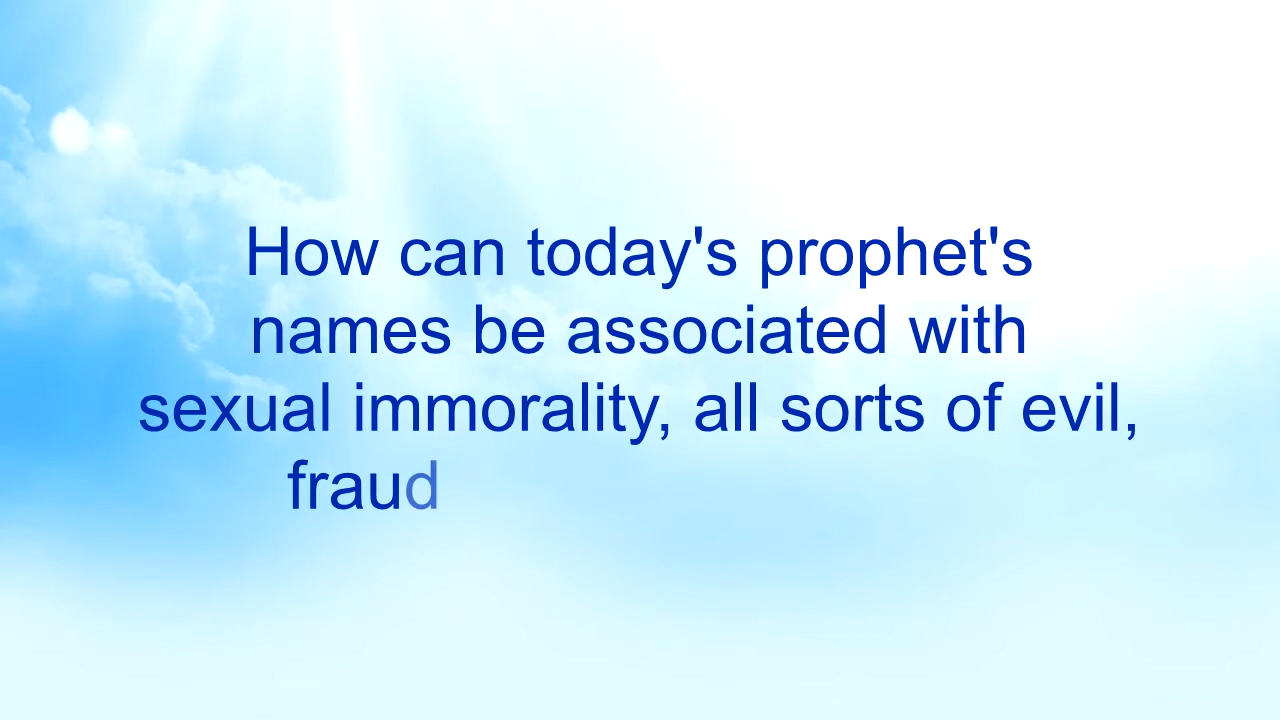 How can today's prophet's
names be associated with
sexual immorality, all sorts of evil,
fraud